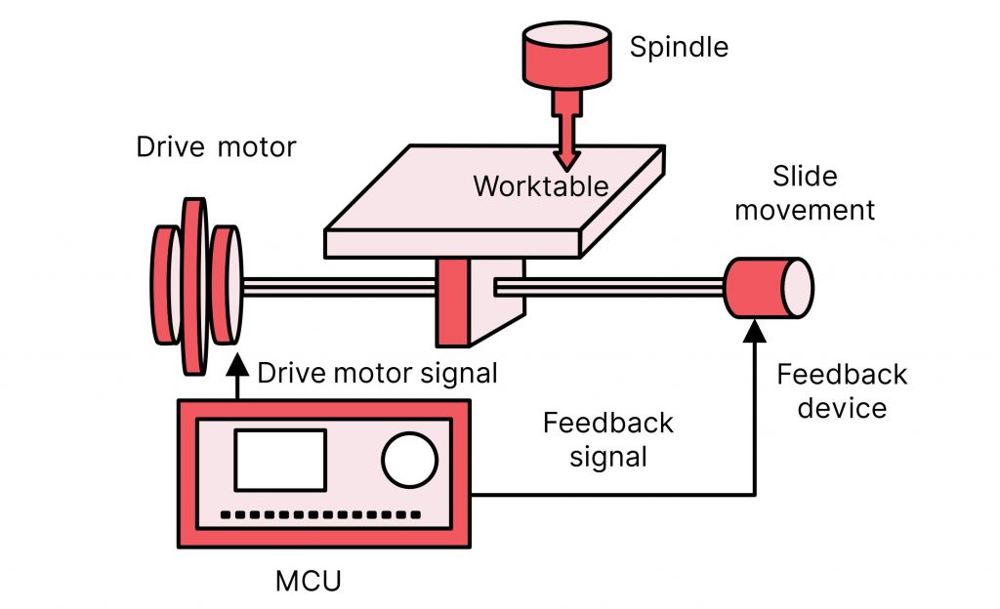 Spindle
Drive motor
Worktable
Slide
movement
Drive motor signal
Feedback
device
Feedback
signal
MCU